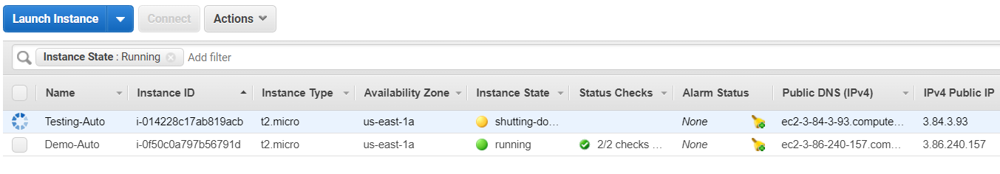 Launch Instance Connect Actions
Instance State : Running Add filter
Name Instance ID Instance Type Availability Zone Instance State Status Checks Alarm Status Public DNS (IPv4) IPv4 Public IP
Testing-Auto i-014228c17ab819acb t2.micro us-east-1a shutting-do... None ec2-3-84-3-93.compute... 3.84.3.93
Demo-Auto i-0f50c0a797b56791d t2.micro us-east-1a running 2/2 checks ... None ec2-3-86-240-157.com... 3.86.240.157